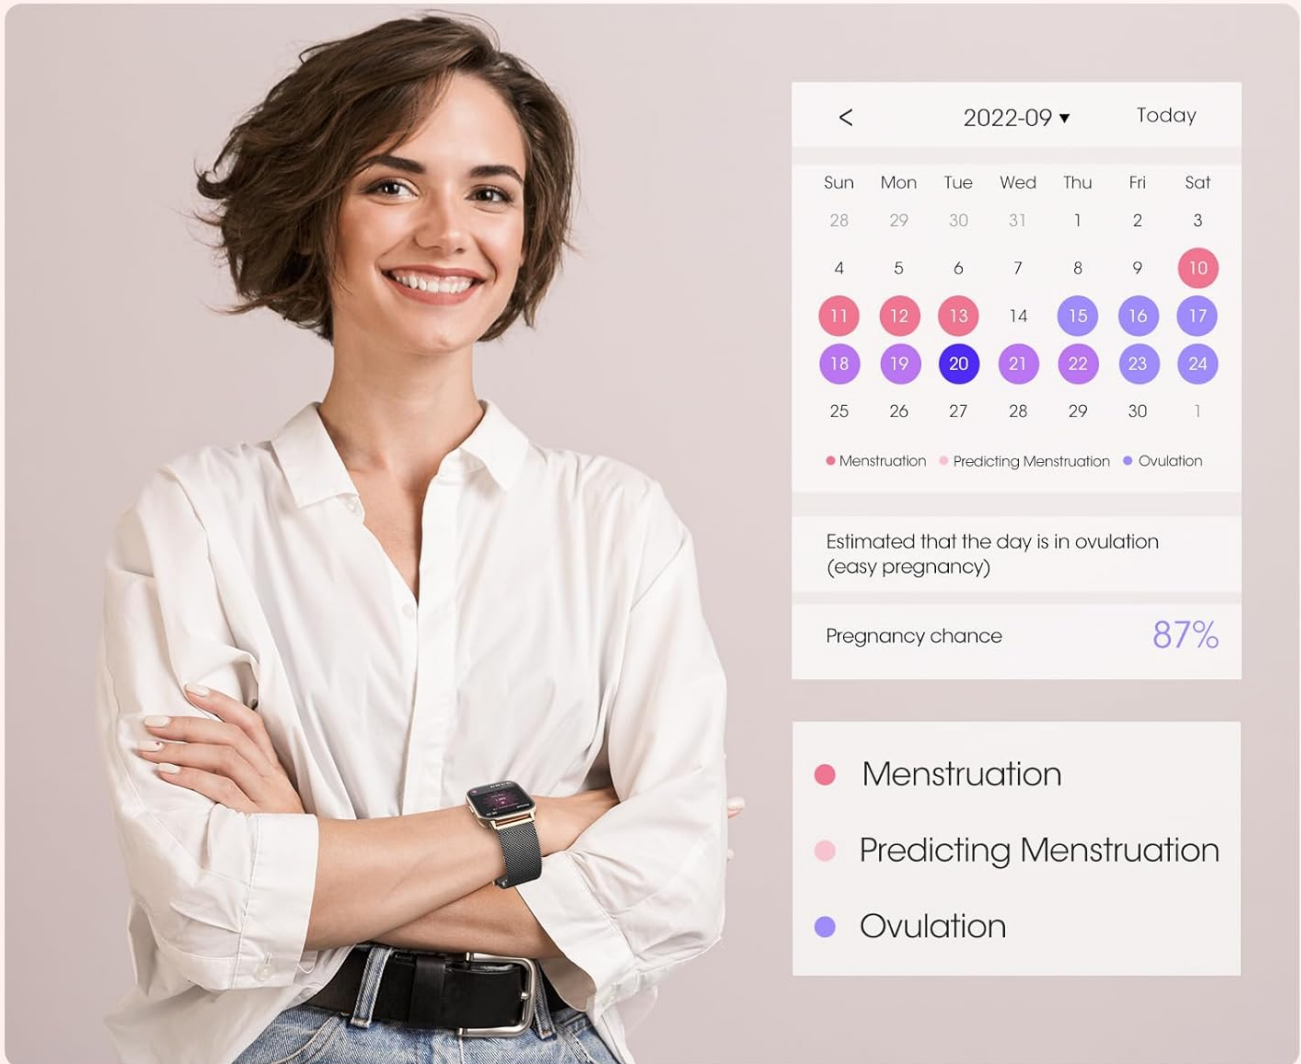 < 2022-09 ▼ Today
Sun Mon Tue Wed Thu Fri Sat
28 29 30 31 1 2 3
4 5 6 7 8 9 10
11 12 13 14 15 16 17
18 19 20 21 22 23 24
25 26 27 28 29 30 1
Menstruation Predicting Menstruation Ovulation
Estimated that the day is in ovulation
(easy pregnancy)
Pregnancy chance 87%
Menstruation
Predicting Menstruation
Ovulation